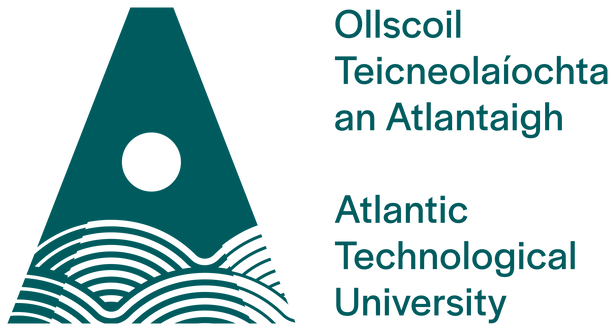 Ollscoil
Teicneolaíochta
an Atlantaigh
Atlantic
Technological
University